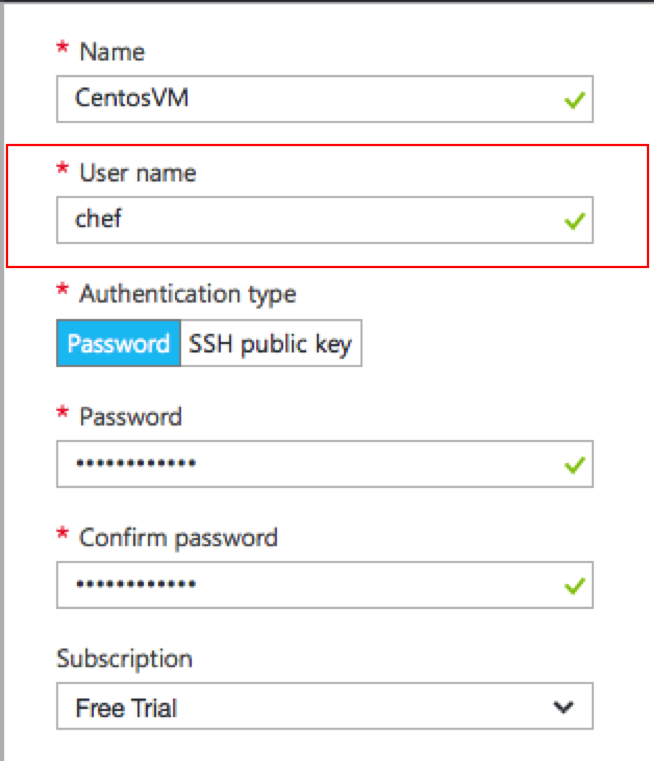 * Name
CentosVM
* User name
chef
* Authentication type
Password SSH public key
* Password
••••••••••••
* Confirm password
••••••••••••
Subscription
Free Trial